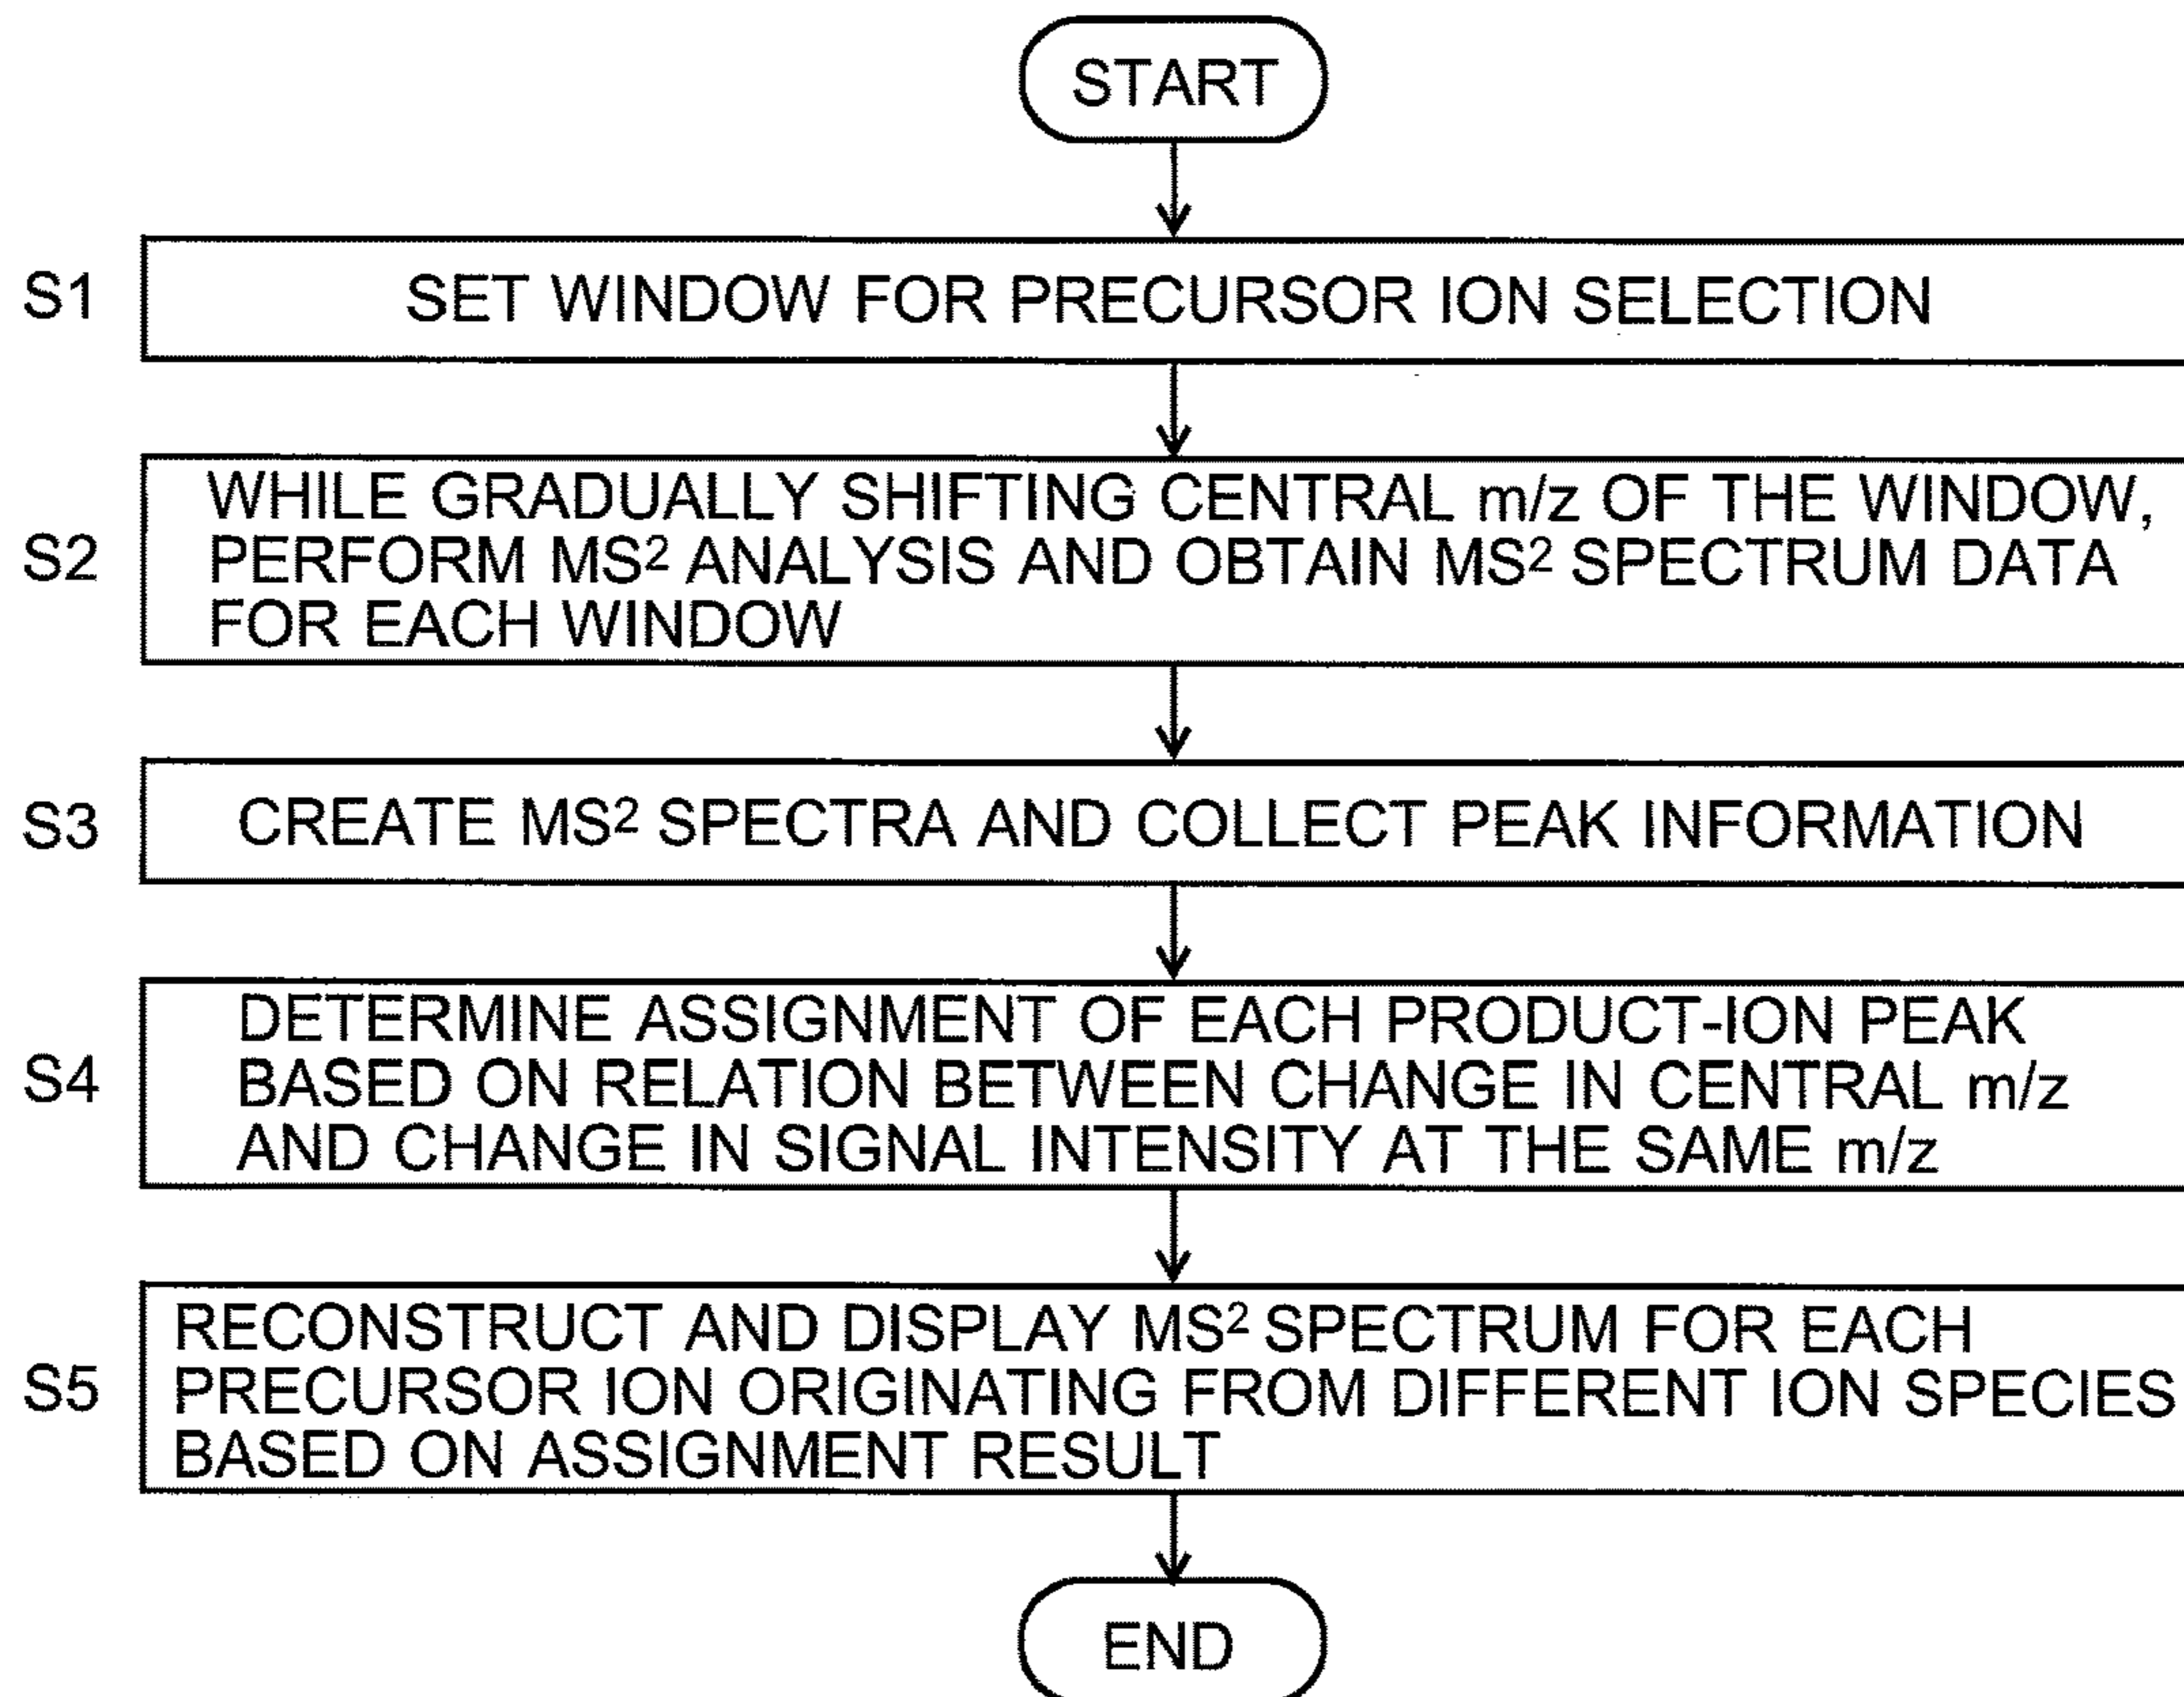 START
S1
SET WINDOW FOR PRECURSOR ION SELECTION
S2
WHILE GRADUALLY SHIFTING CENTRAL m/z OF THE WINDOW,
PERFORM MS² ANALYSIS AND OBTAIN MS² SPECTRUM DATA
FOR EACH WINDOW
S3
CREATE MS² SPECTRA AND COLLECT PEAK INFORMATION
S4
DETERMINE ASSIGNMENT OF EACH PRODUCT-ION PEAK
BASED ON RELATION BETWEEN CHANGE IN CENTRAL m/z
AND CHANGE IN SIGNAL INTENSITY AT THE SAME m/z
S5
RECONSTRUCT AND DISPLAY MS² SPECTRUM FOR EACH
PRECURSOR ION ORIGINATING FROM DIFFERENT ION SPECIES
BASED ON ASSIGNMENT RESULT
END